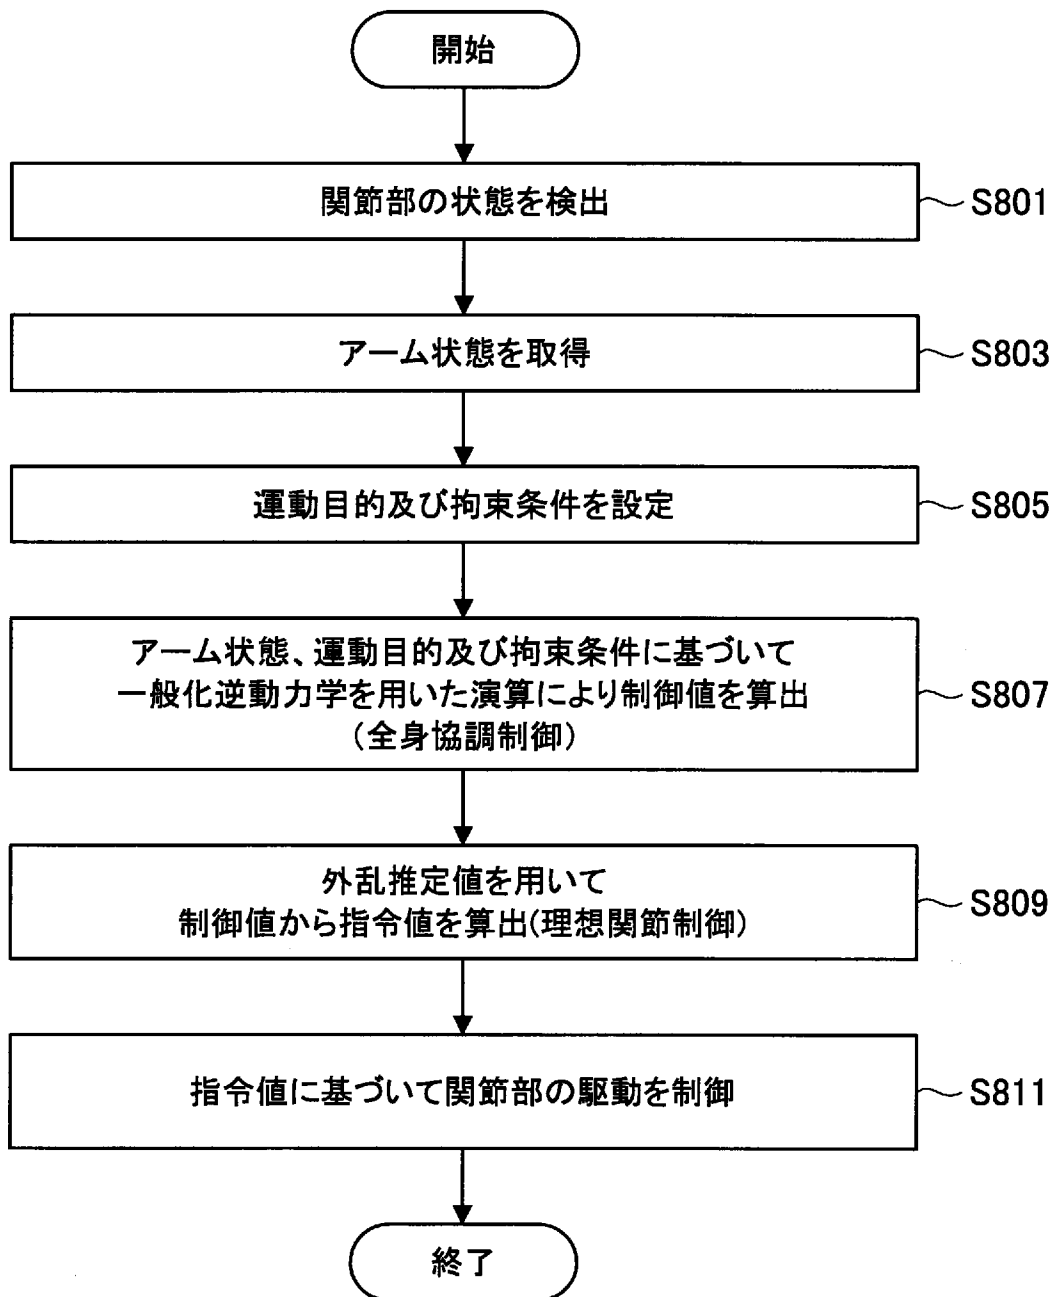 開始
関節部の状態を検出
S801
アーム状態を取得
S803
運動目的及び拘束条件を設定
S805
アーム状態、運動目的及び拘束条件に基づいて
一般化逆動力学を用いた演算により制御値を算出
(全身協調制御)
S807
外乱推定値を用いて
制御値から指令値を算出(理想関節制御)
S809
指令値に基づいて関節部の駆動を制御
S811
終了